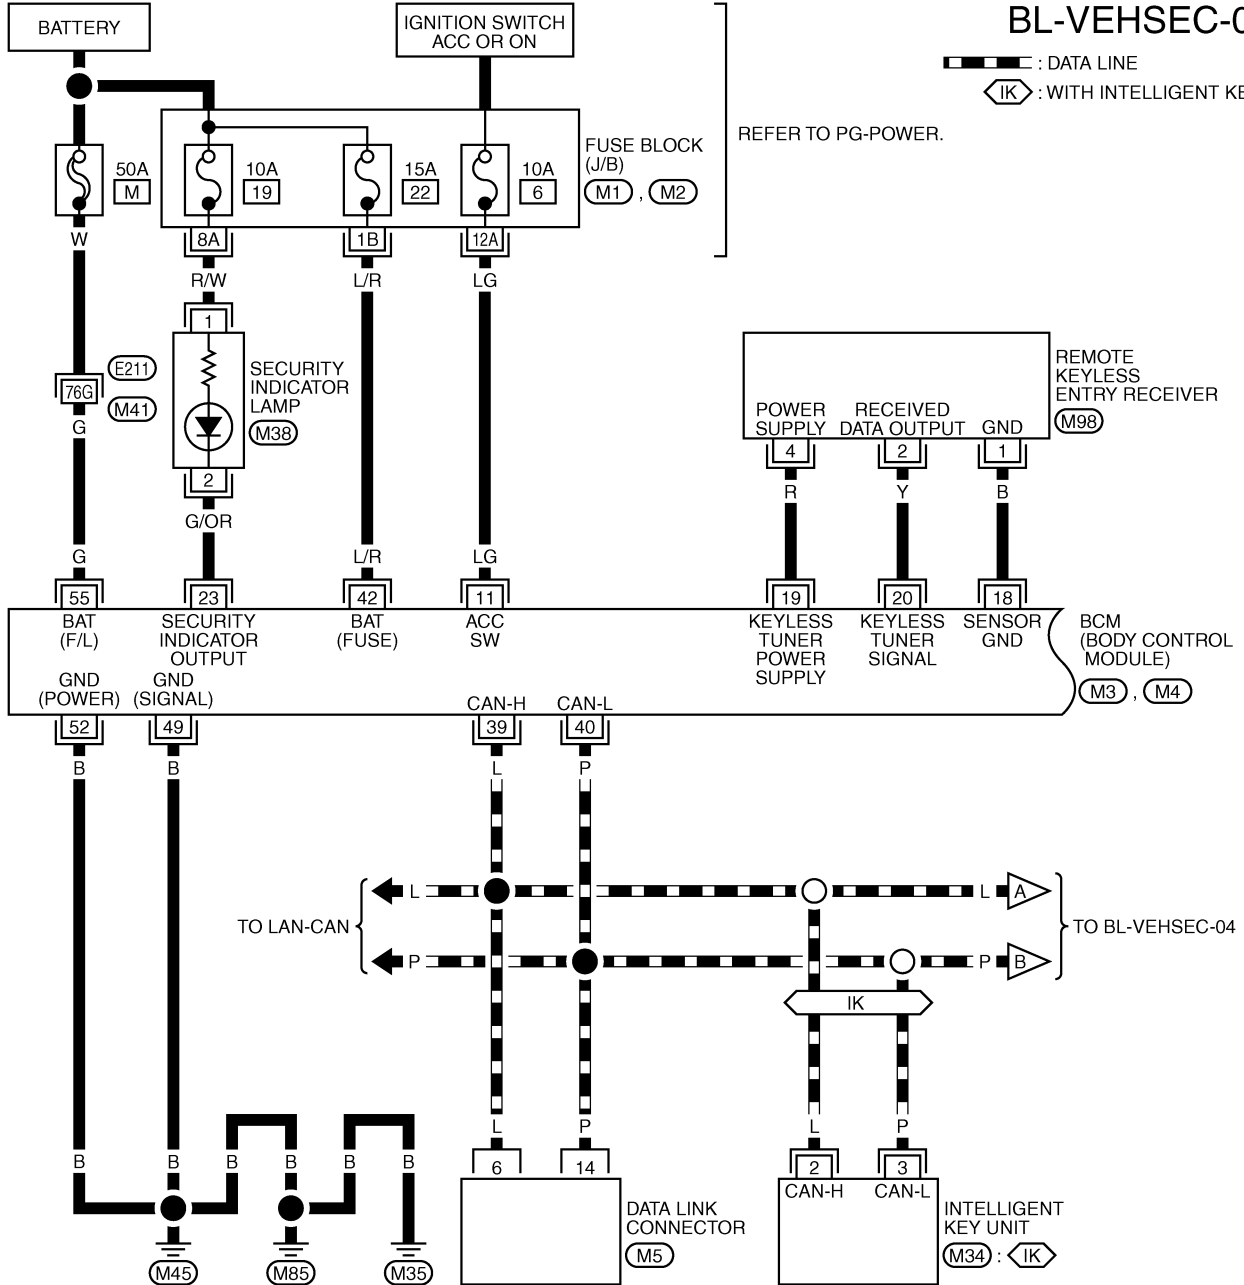 BL-VEHSEC-0
BATTERY
IGNITION SWITCH
ACC OR ON
: DATA LINE
IK : WITH INTELLIGENT KE
REFER TO PG-POWER.
FUSE BLOCK
(J/B)
M1 , M2
50A
M
10A
19
15A
22
10A
6
8A
1B
12A
W
R/W
L/R
LG
1
E211
76G
M41
G
SECURITY
INDICATOR
LAMP
M38
2
G/OR
REMOTE
KEYLESS
ENTRY RECEIVER
M98
POWER
SUPPLY
RECEIVED
DATA OUTPUT
GND
4
2
1
R
Y
B
G
L/R
LG
55
23
42
11
19
20
18
BAT
(F/L)
SECURITY
INDICATOR
OUTPUT
BAT
(FUSE)
ACC
SW
KEYLESS
TUNER
POWER
SUPPLY
KEYLESS
TUNER
SIGNAL
SENSOR
GND
BCM
(BODY CONTROL
MODULE)
M3 , M4
GND
(POWER)
GND
(SIGNAL)
CAN-H
CAN-L
52
49
39
40
B
B
L
P
TO LAN-CAN
L
P
L
A
P
B
TO BL-VEHSEC-04
IK
L
P
L
P
B
B
B
B
B
B
6
14
2
3
CAN-H
CAN-L
DATA LINK
CONNECTOR
M5
INTELLIGENT
KEY UNIT
M34 : IK
M45
M85
M35